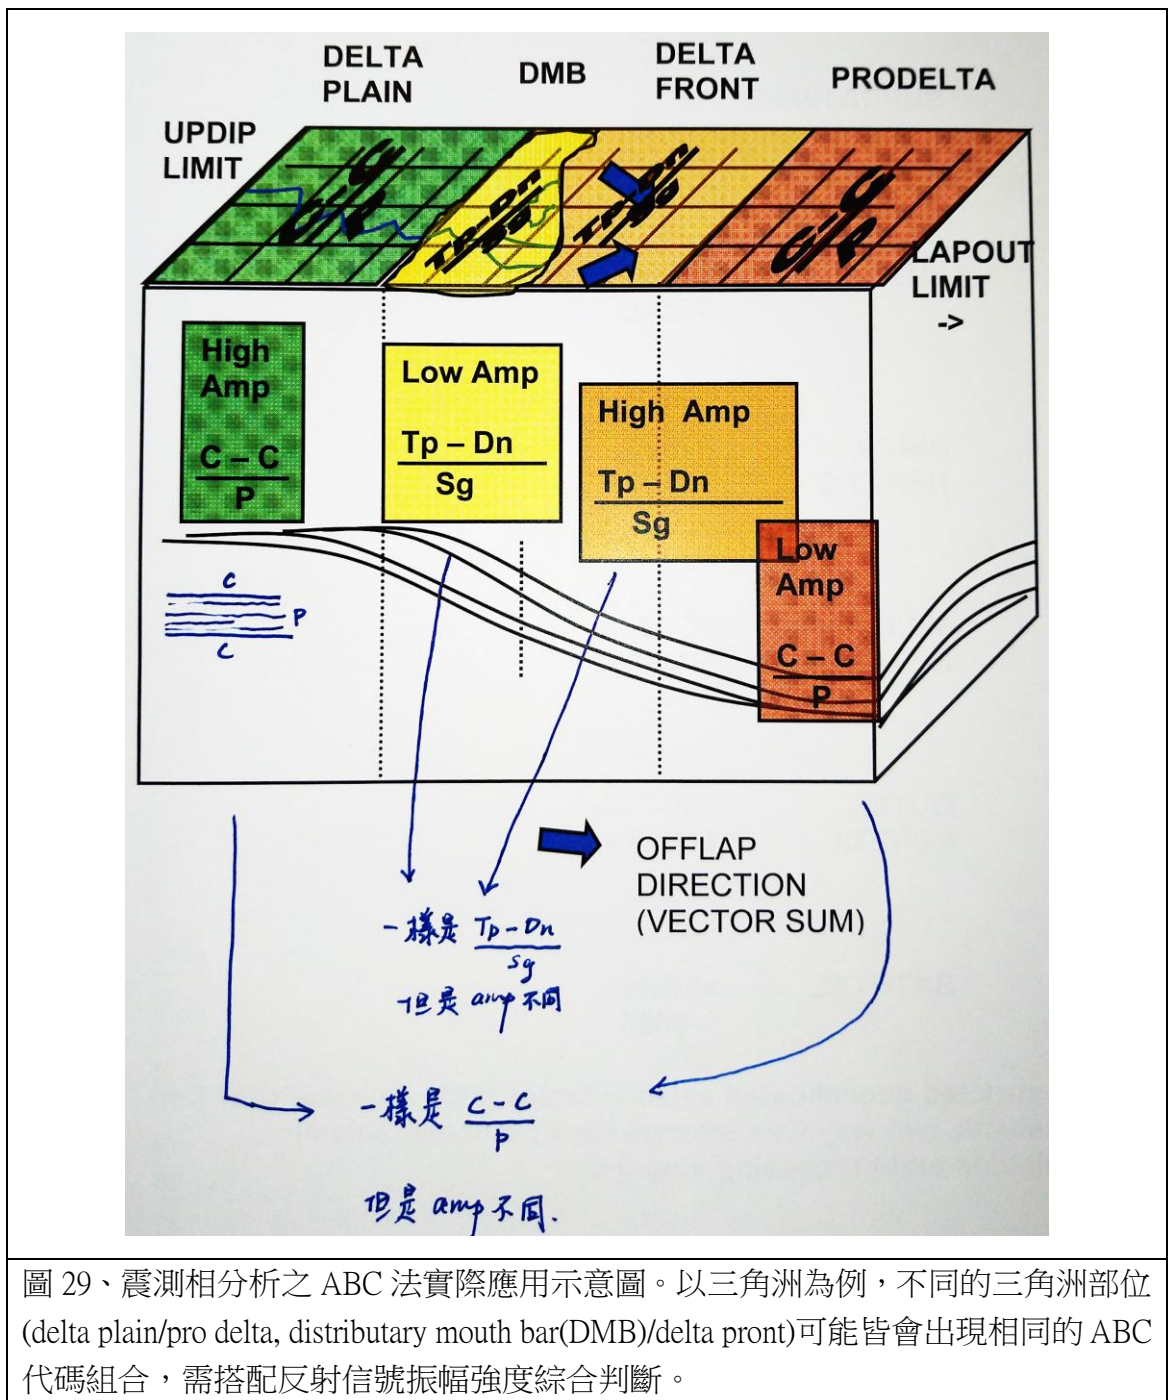 DELTA
PLAIN
DMB
DELTA
FRONT
PRODELTA
UPDIP
LIMIT
C-C
P
Tp-Dn
Sg
Tp-Dn
Sg
C-C
P
LAPOUT
LIMIT
->
High
Amp
C – C
P
Low Amp
Tp – Dn
Sg
High Amp
Tp – Dn
Sg
Low
Amp
C – C
P
C
P
C
OFFLAP
DIRECTION
(VECTOR SUM)
一樣是 Tp-Dn
Sg
但是 amp 不同
一樣是 C-C
P
但是 amp 不同.
圖 29、震測相分析之 ABC 法實際應用示意圖。以三角洲為例，不同的三角洲部位
(delta plain/pro delta, distributary mouth bar(DMB)/delta pront)可能皆會出現相同的 ABC
代碼組合，需搭配反射信號振幅強度綜合判斷。